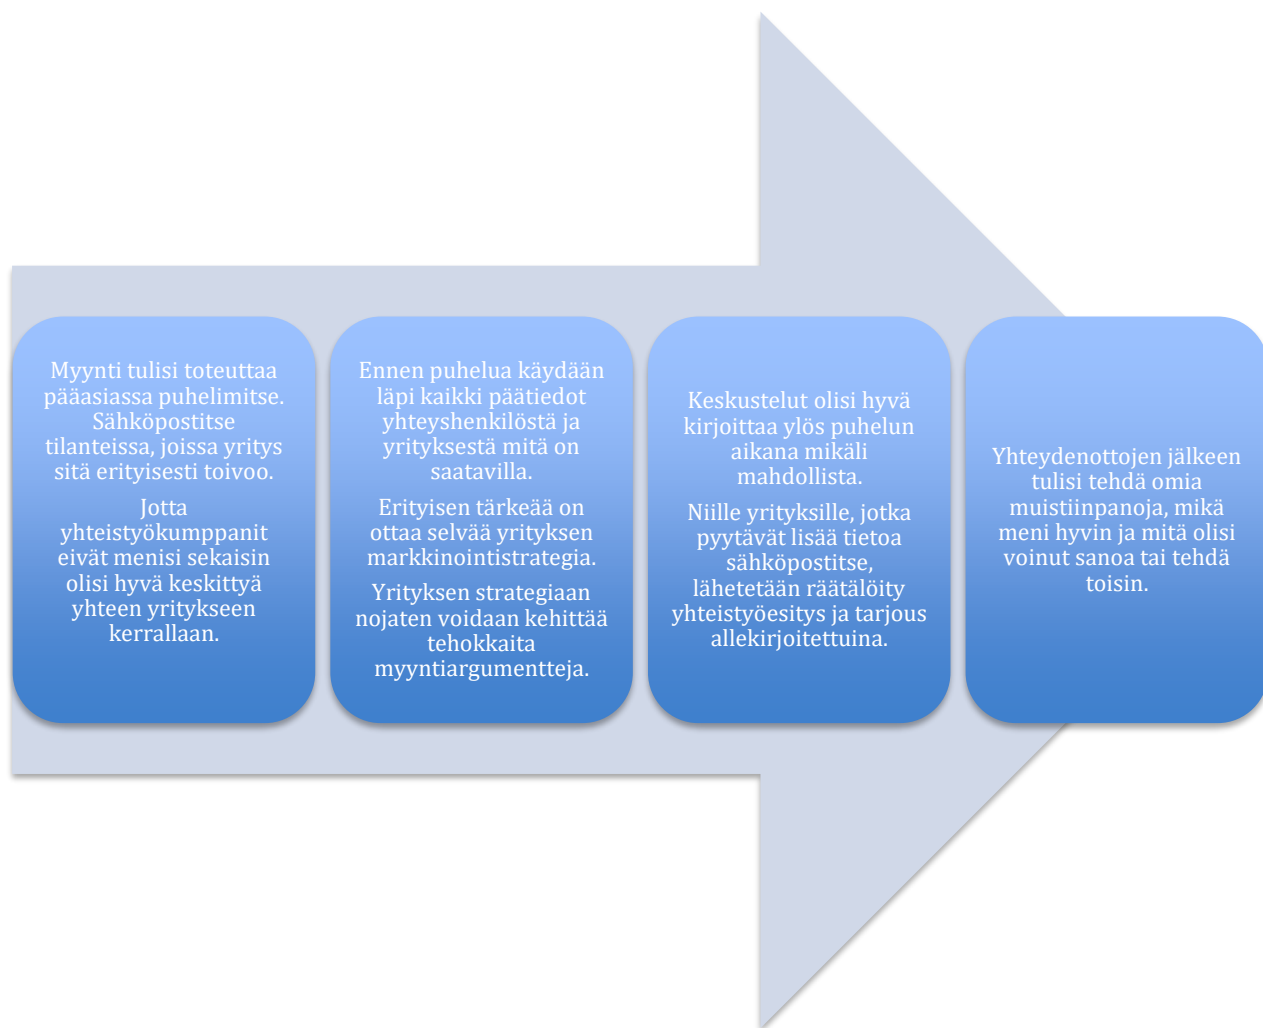 Myynti tulisi toteuttaa
pääasiassa puhelimitse.
Sähköpostitse
tilanteissa, joissa yritys
sitä erityisesti toivoo.
Jotta
yhteistyökumppanit
eivät menisi sekaisin
olisi hyvä keskittyä
yhteen yritykseen
kerrallaan.
Ennen puhelua käydään
läpi kaikki päätiedot
yhteyshenkilöstä ja
yrityksestä mitä on
saatavilla.
Erityisen tärkeää on
ottaa selvää yrityksen
markkinointistrategia.
Yrityksen strategiaan
nojaten voidaan kehittää
tehokkaita
myyntiargumentteja.
Keskustelut olisi hyvä
kirjoittaa ylös puhelun
aikana mikäli
mahdollista.
Niille yrityksille, jotka
pyytävät lisää tietoa
sähköpostitse,
lähetetään räätälöity
yhteistyöesitys ja tarjous
allekirjoitettuina.
Yhteydenottojen jälkeen
tulisi tehdä omia
muistiinpanoja, mikä
meni hyvin ja mitä olisi
voinut sanoa tai tehdä
toisin.